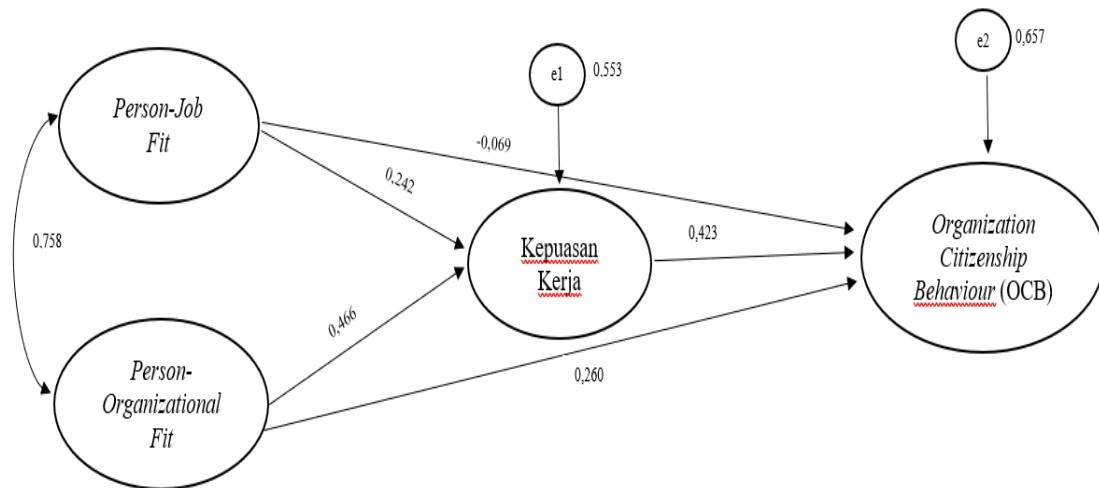 e2
0,657
e1
0.553
Person-Job
Fit
-0,069
0,242
Organization
Citizenship
Behaviour (OCB)
Kepuasan
Kerja
0,423
0,758
0,466
Person-
Organizational
Fit
0,260